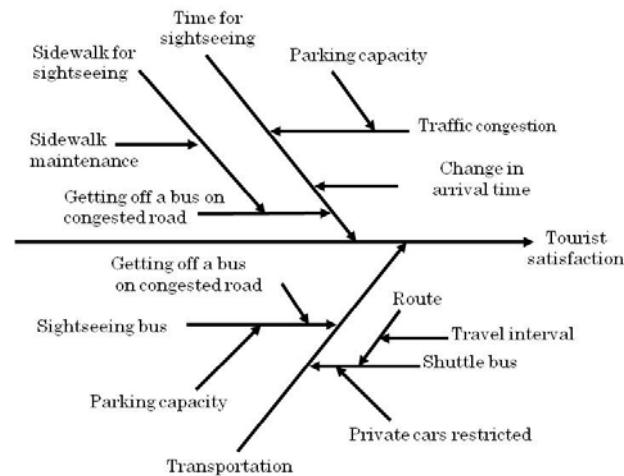 Time for
sightseeing
Sidewalk for
sightseeing
Parking capacity
Traffic congestion
Sidewalk
maintenance
Change in
arrival time
Getting off a bus on
congested road
Tourist
satisfaction
Getting off a bus
on congested road
Route
Sightseeing bus
Travel interval
Shuttle bus
Parking capacity
Private cars restricted
Transportation